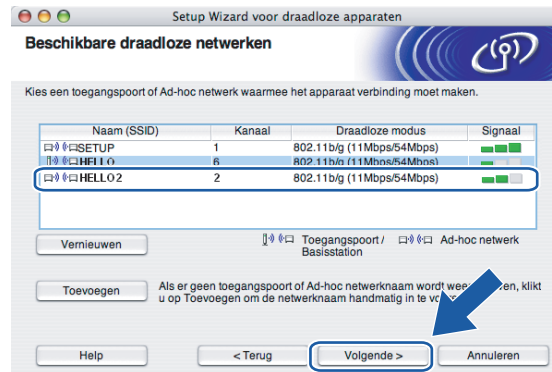 Setup Wizard voor draadloze apparaten
Beschikbare draadloze netwerken
Kies een toegangspoort of Ad-hoc netwerk waarmee het apparaat verbinding moet maken.
Naam (SSID) Kanaal Draadloze modus Signaal
SETUP 1 802.11b/g (11Mbps/54Mbps)
HELLO 6 802.11b/g (11Mbps/54Mbps)
HELLO2 2 802.11b/g (11Mbps/54Mbps)
Vernieuwen
Toegangspoort / Basisstation
Ad-hoc netwerk
Toevoegen
Als er geen toegangspoort of Ad-hoc netwerknaam wordt klikt
u op Toevoegen om de netwerknaam handmatig in te
Help < Terug Volgende > Annuleren